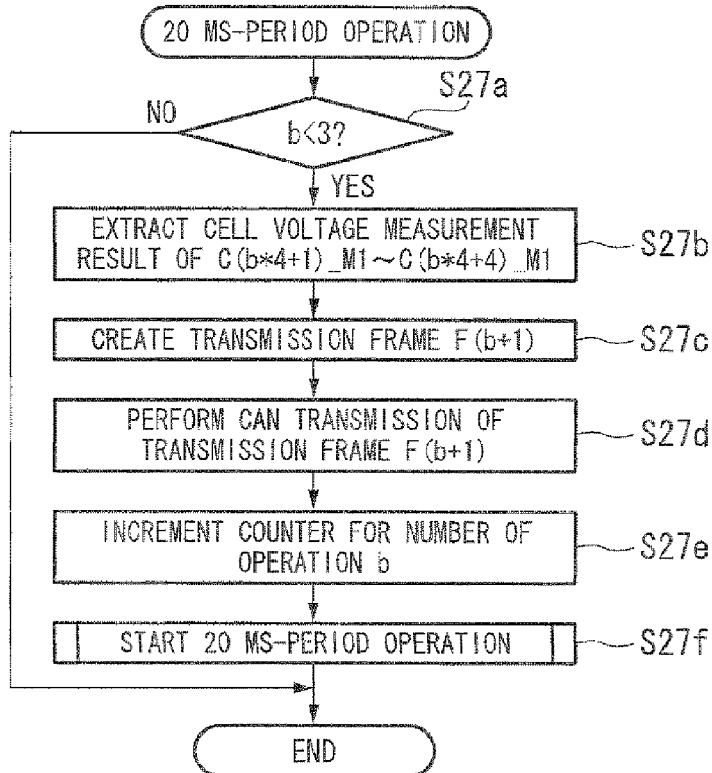 20 MS-PERIOD OPERATION
S27a
NO
b<3?
YES
EXTRACT CELL VOLTAGE MEASUREMENT
RESULT OF C(b*4+1)_M1~C(b*4+4)_M1
S27b
CREATE TRANSMISSION FRAME F(b+1)
S27c
PERFORM CAN TRANSMISSION OF
TRANSMISSION FRAME F(b+1)
S27d
INCREMENT COUNTER FOR NUMBER OF
OPERATION b
S27e
START 20 MS-PERIOD OPERATION
S27f
END